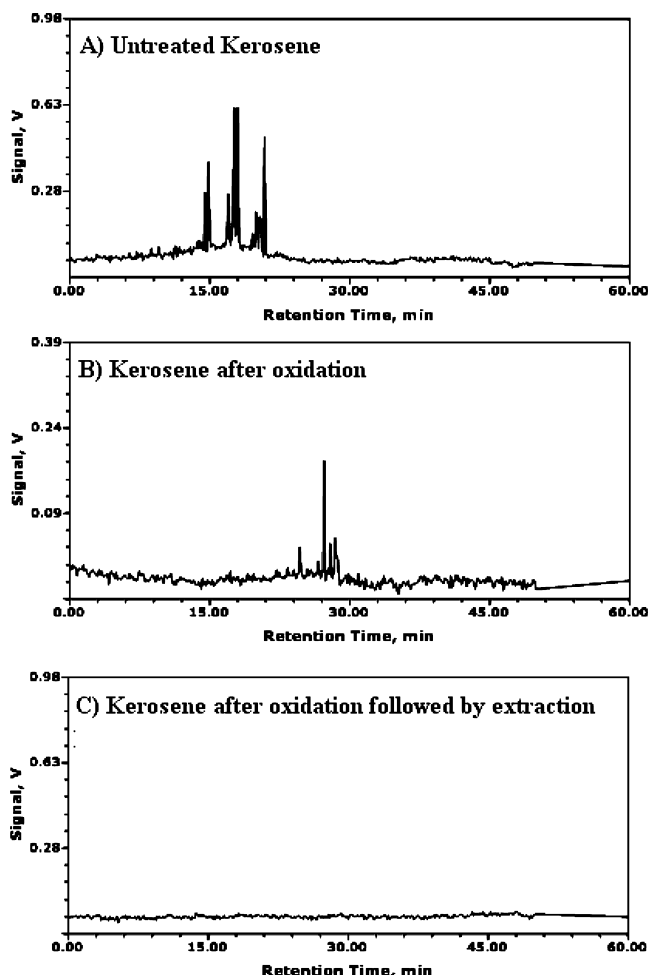 A) Untreated Kerosene
0.98
0.63
0.28
Signal, V
0.00 15.00 30.00 45.00 60.00
Retention Time, min
B) Kerosene after oxidation
0.39
0.24
0.09
Signal, V
0.00 15.00 30.00 45.00 60.00
Retention Time, min
C) Kerosene after oxidation followed by extraction
0.98
0.63
0.28
Signal, V
0.00 15.00 30.00 45.00 60.00
Retention Time, min